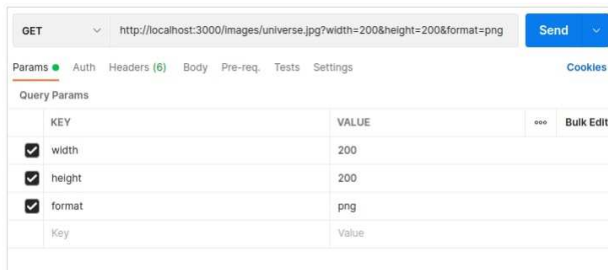 GET http://localhost:3000/images/universe.jpg?width=200&height=200&format=png Send
Params Auth Headers (6) Body Pre-req. Tests Settings Cookies
Query Params
KEY VALUE ooo Bulk Edit
width 200
height 200
format png
Key Value